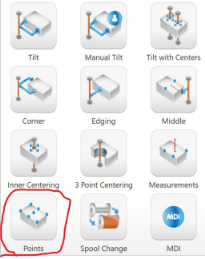 Tilt Manual Tilt Tilt with Centers
Corner Edging Middle
Inner Centering 3 Point Centering Measurements
MDI
Points Spool Change MDI